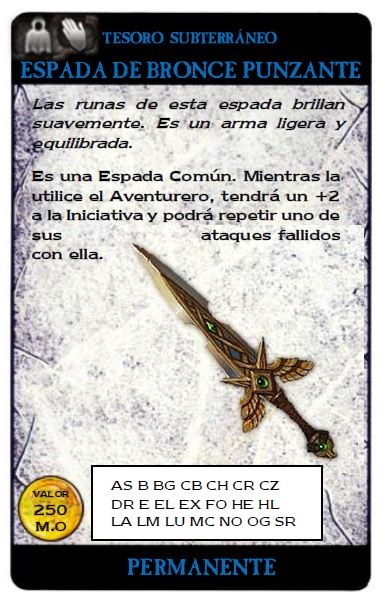 TESORO SUBTERRÁNEO
ESPADA DE BRONCE PUNZANTE
Las runas de esta espada brillan
suavemente. Es un arma ligera y
equilibrada.
Es una Espada Común. Mientras la
utilice el Aventurero, tendrá un +2
a la Iniciativa y podrá repetir uno de
sus ataques fallidos
con ella.
AS B BG CB CH CR CZ
DR E EL EX FO HE HL
LA LM LU MC NO OG SR
VALOR
250
M.O
PERMANENTE